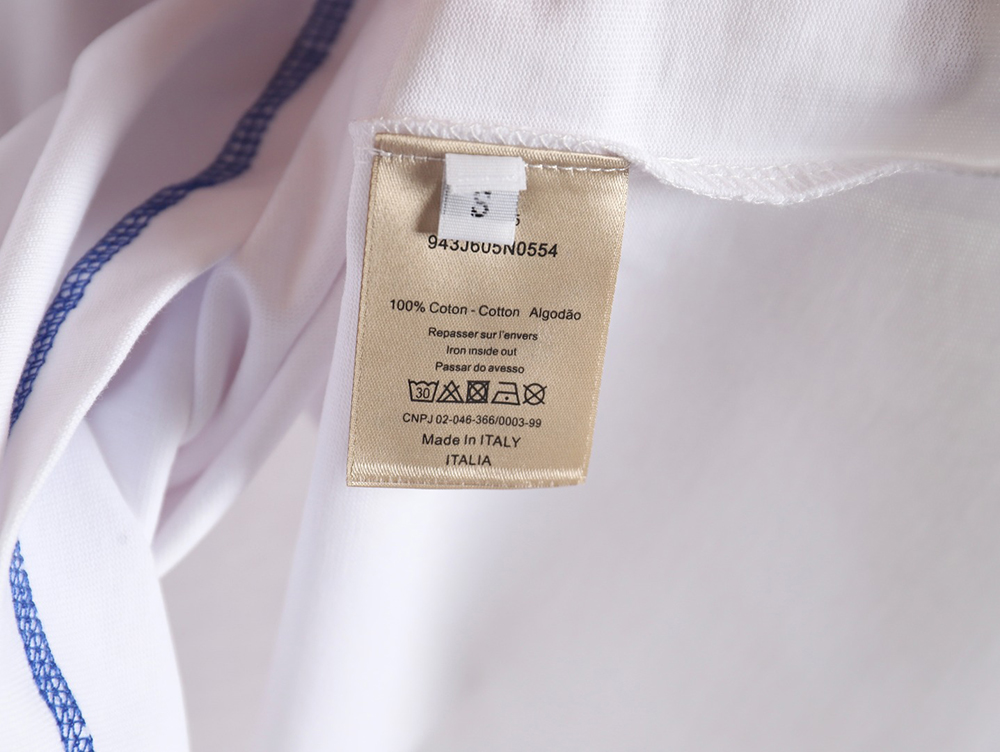 S
943J605N0554
100% Coton - Cotton Algodão
Repasser sur l'envers
Iron inside out
Passar do avesso
30
CNPJ 02-046-366/0003-99
Made In ITALY
ITALIA